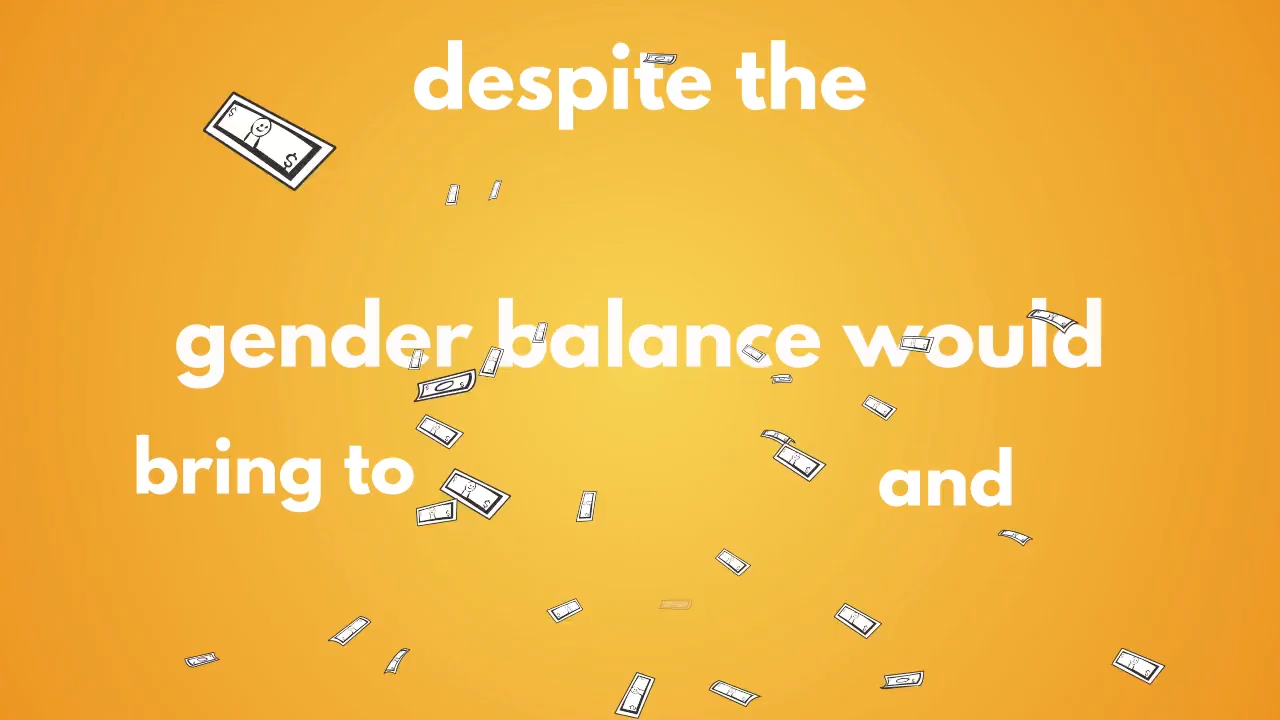 despite the
gender balance would
bring to and